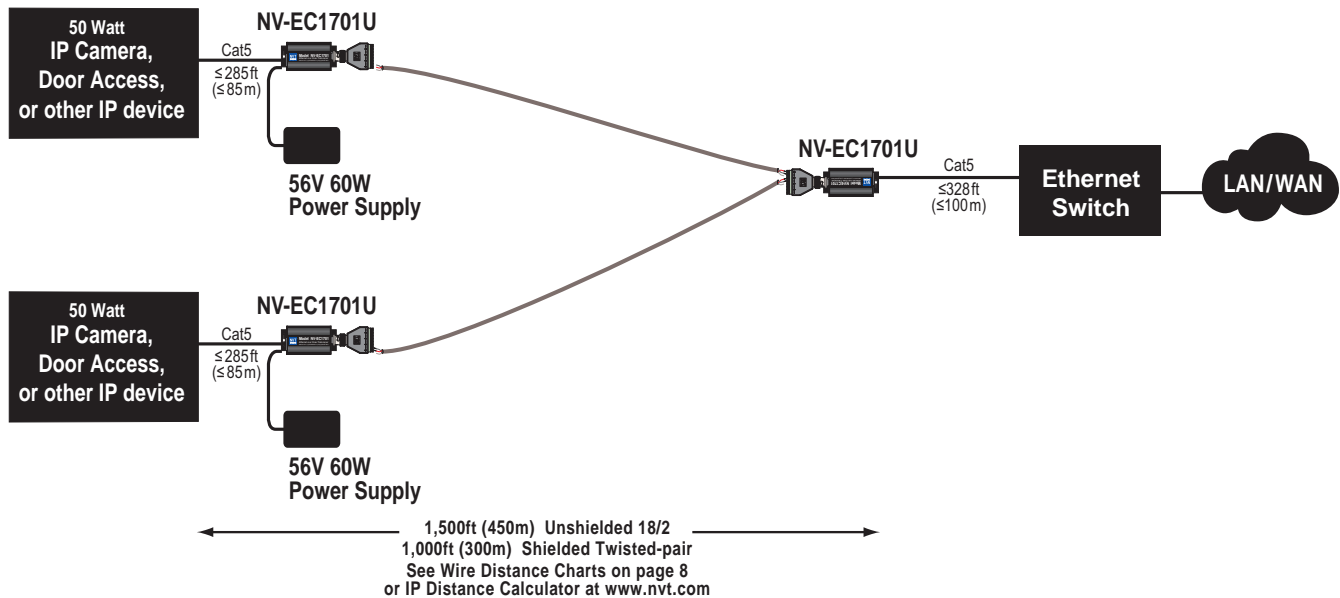 50 Watt
IP Camera,
Door Access,
or other IP device
Cat5
≤285ft
(≤85m)
NV-EC1701U
56V 60W
Power Supply
NV-EC1701U
Cat5
≤328ft
(≤100m)
Ethernet
Switch
LAN/WAN
50 Watt
IP Camera,
Door Access,
or other IP device
Cat5
≤285ft
(≤85m)
NV-EC1701U
56V 60W
Power Supply
1,500ft (450m) Unshielded 18/2
1,000ft (300m) Shielded Twisted-pair
See Wire Distance Charts on page 8
or IP Distance Calculator at www.nvt.com